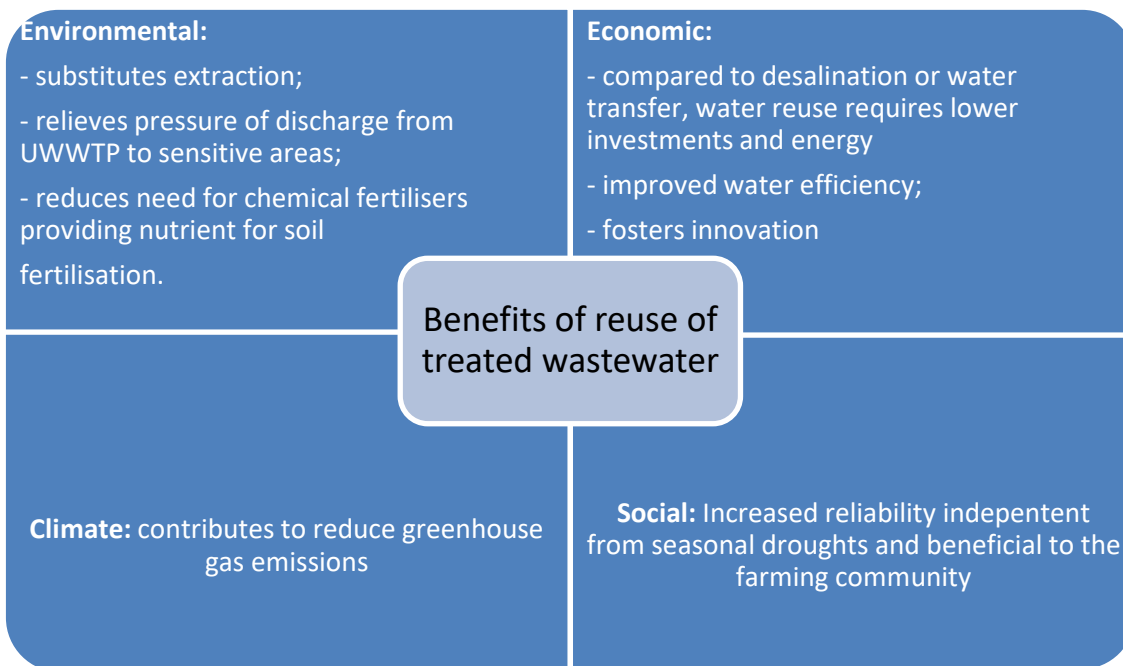 Environmental:
- substitutes extraction;
- relieves pressure of discharge from
UWWTP to sensitive areas;
- reduces need for chemical fertilisers
providing nutrient for soil
fertilisation.
Economic:
- compared to desalination or water
transfer, water reuse requires lower
investments and energy
- improved water efficiency;
- fosters innovation
Benefits of reuse of
treated wastewater
Climate: contributes to reduce greenhouse
gas emissions
Social: Increased reliability indepentent
from seasonal droughts and beneficial to the
farming community